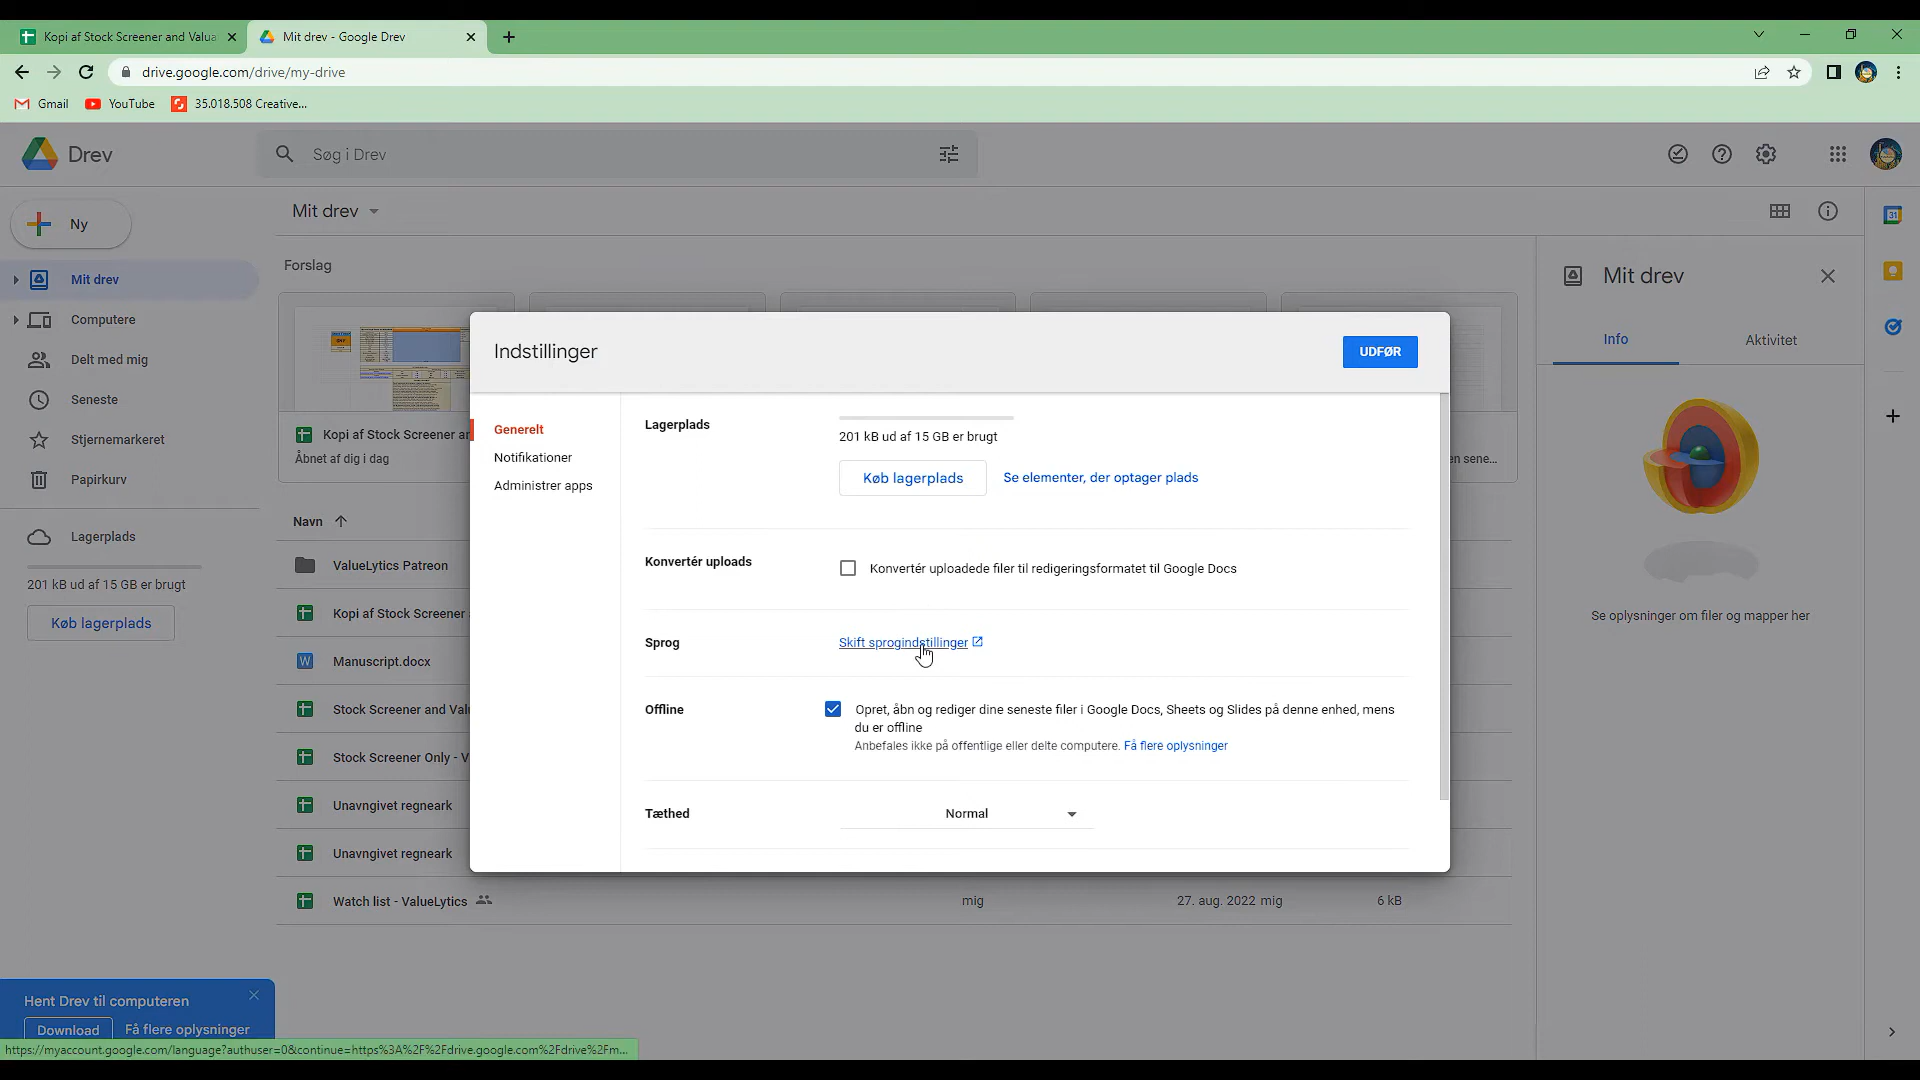 Kopi af Stock Screener and Valua
Mit drev - Google Drev
drive.google.com/drive/my-drive
Gmail
YouTube
35.018.508 Creative...
Drev
Søg i Drev
Ny
Mit drev
Mit drev
Mit drev
31
Forslag
Computere
Info
Aktivitet
Indstillinger
UDFØR
Delt med mig
Seneste
Stjernemarkeret
Papirkurv
Kopi af Stock Screener an
Åbnet af dig i dag
en sene...
Generelt
Notifikationer
Administrer apps
Lagerplads
201 kB ud af 15 GB er brugt
Køb lagerplads
Se elementer, der optager plads
Navn
Lagerplads
201 kB ud af 15 GB er brugt
Køb lagerplads
Konvertér uploads
Konvertér uploadede filer til redigeringsformatet til Google Docs
ValueLytics Patreon
Kopi af Stock Screener
Se oplysninger om filer og mapper her
Sprog
Skift sprogindstillinger
Manuscript.docx
Stock Screener and Valu
Offline
Opret, åbn og rediger dine seneste filer i Google Docs, Sheets og Slides på denne enhed, mens
du er offline
Anbefales ikke på offentlige eller delte computere. Få flere oplysninger
Stock Screener Only - V
Unavngivet regneark
Tæthed
Normal
Unavngivet regneark
Watch list - ValueLytics
mig
27. aug. 2022 mig
6 kB
Hent Drev til computeren
Download
Få flere oplysninger
https://myaccount.google.com/language?authuser=0&continue=https%3A%2F%2Fdrive.google.com%2Fdrive%2Fm...